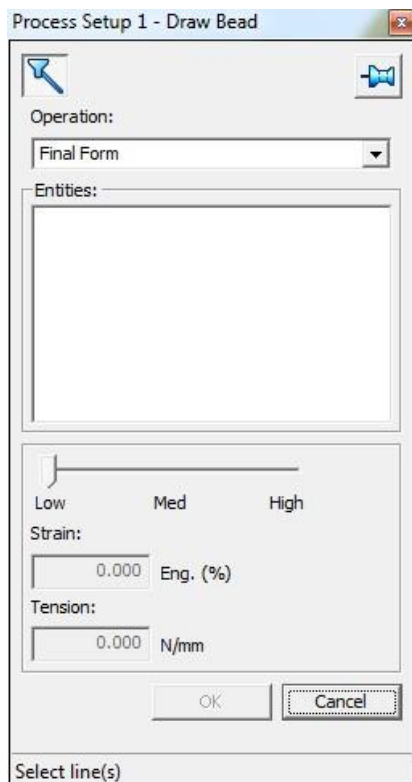 Process Setup 1 - Draw Bead
Operation:
Final Form
Entities:
Low Med High
Strain:
0.000 Eng. (%)
Tension:
0.000 N/mm
OK Cancel
Select line(s)